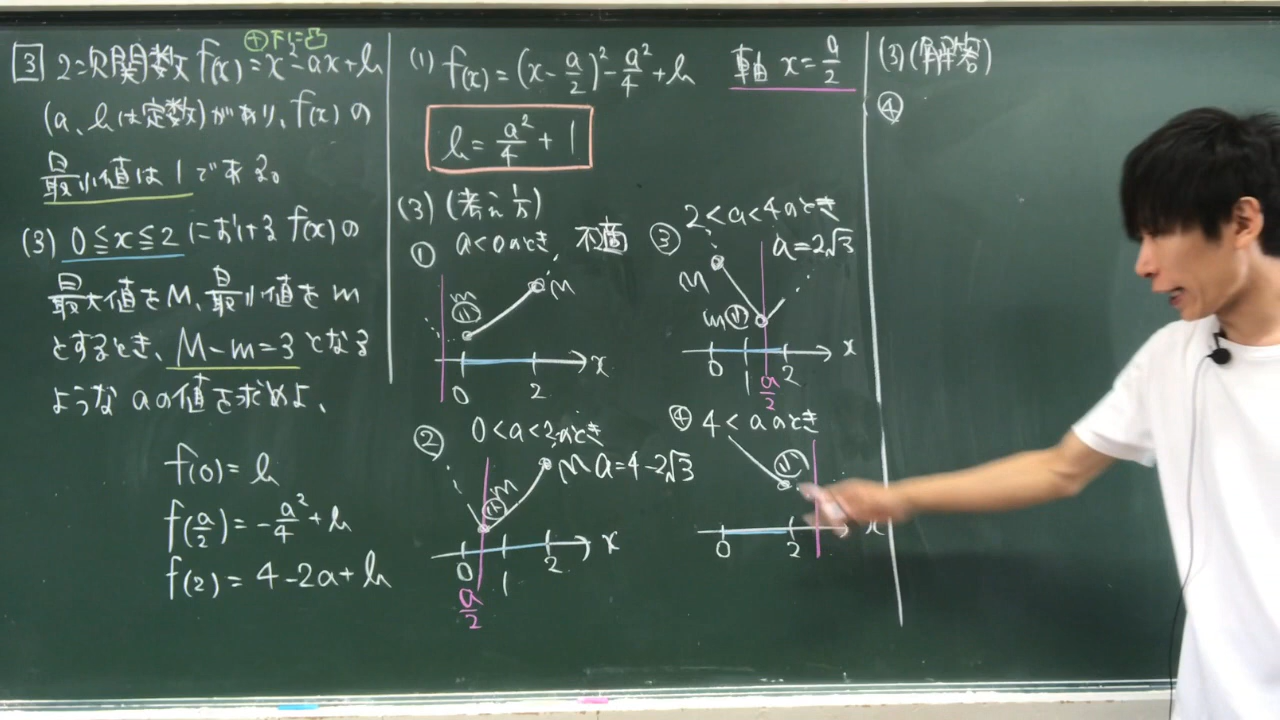 3 2次関数 f(x) = x² - ax + b
⊕下に凸
(a、bは定数)があり、f(x)の
最小値は1である。
(3) 0≦x≦2 における f(x)の
最大値をM、最小値をm
とするとき、M-m=3となる
ようなaの値を求めよ、
f(0) = b
f(a/2) = -a²/4 + b
f(2) = 4-2a+b
(1) f(x) = (x - a/2)² - a²/4 + b 軸 x = a/2
b = a²/4 + 1
(3) (考え方)
① a<0のとき 不適
m M
0 2 x
② 0<a<2のとき
m M a=4-2√3
0 1 2 x
a/2
③ 2<a<4のとき
a=2√3
M
m
0 1 2 x
a/2
④ 4<aのとき
0 2 x
(3)(解答)
④